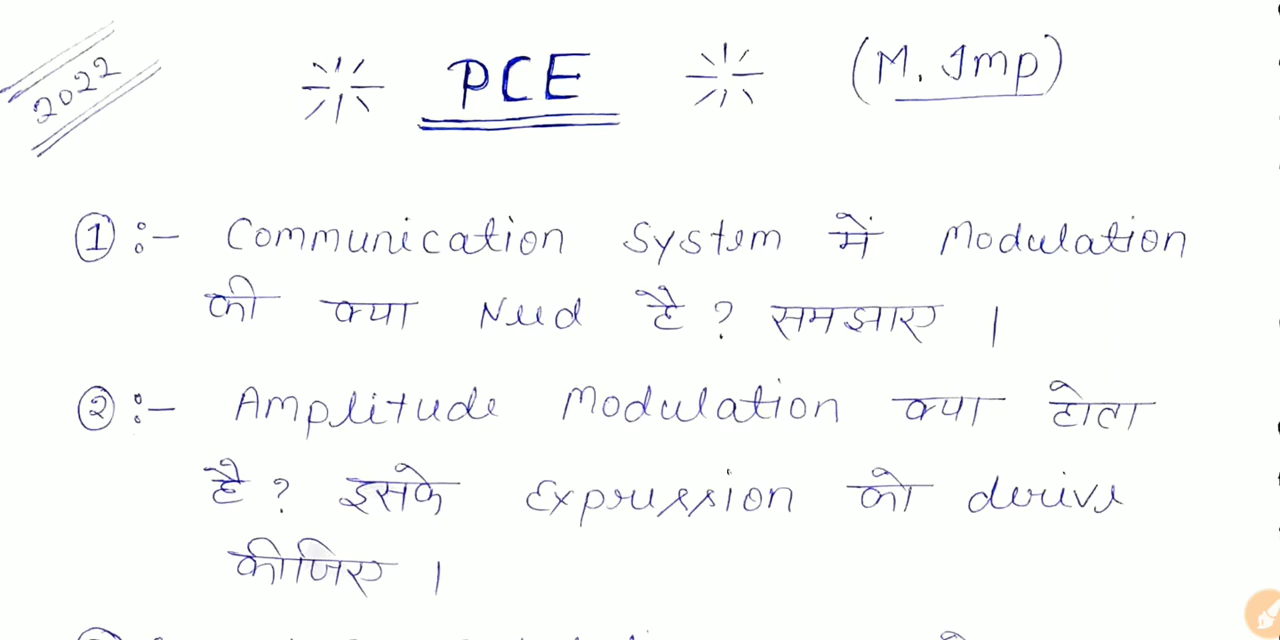 2022
PCE
(M. Imp)
① :- Communication System में Modulation
की क्या Need है ? समझाए ।
② :- Amplitude Modulation क्या होता
है ? इसके Expression को derive
कीजिए ।